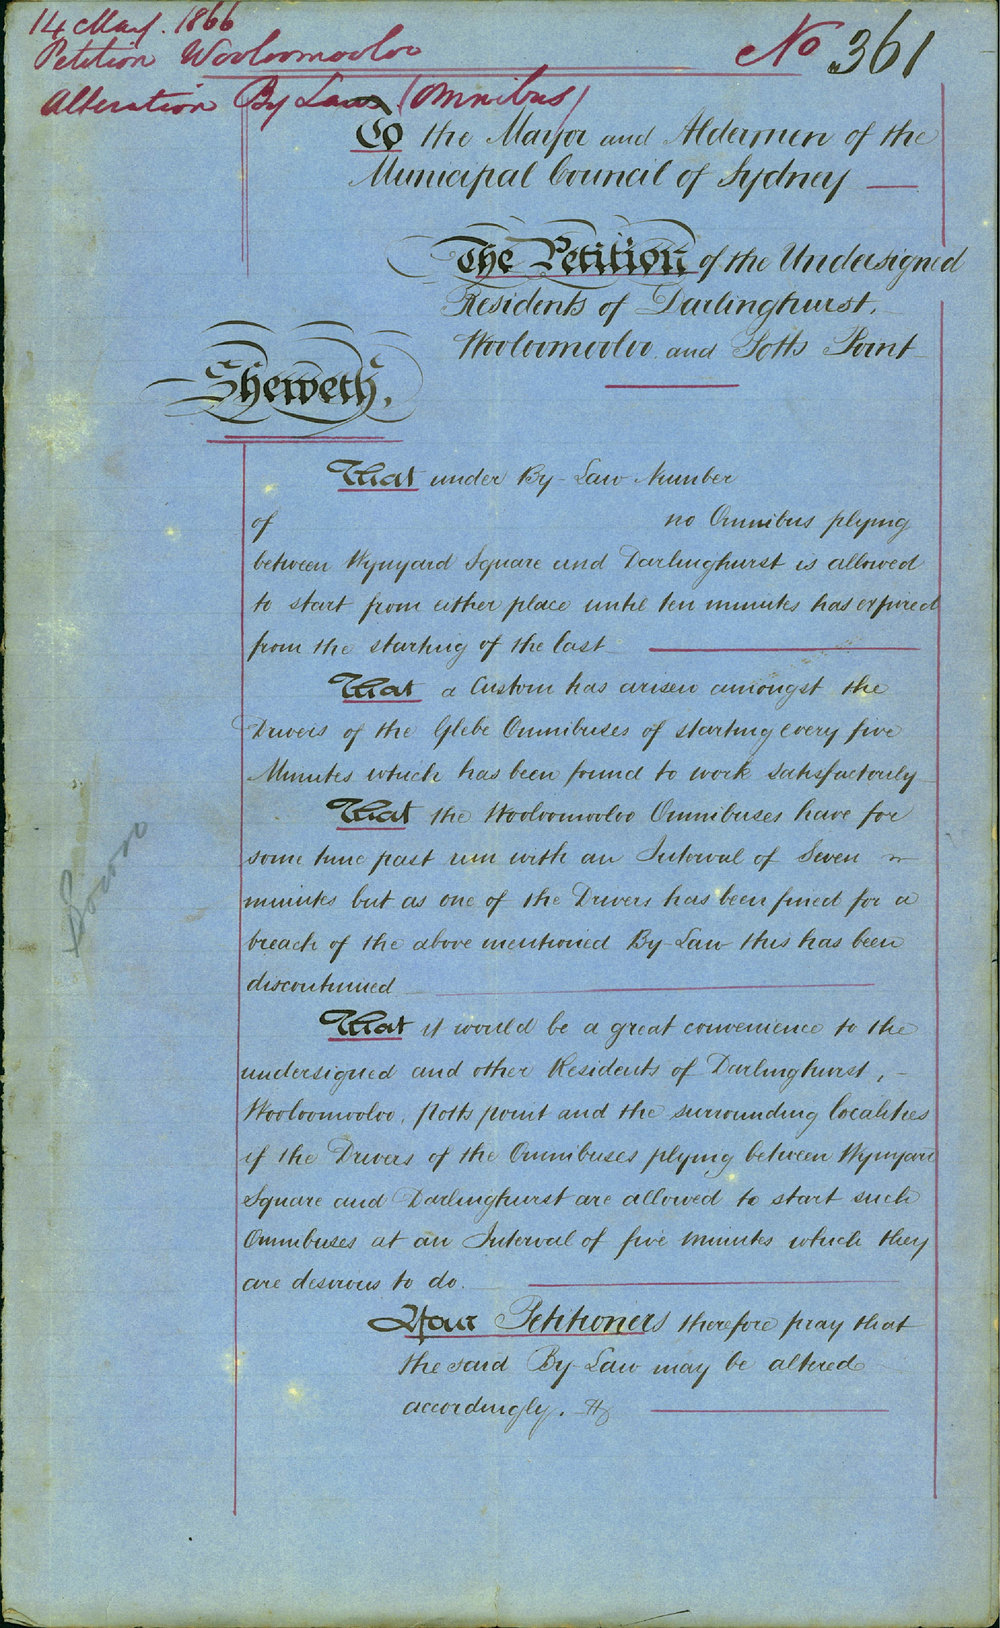 14 May. 1866
Petition Wooloomooloo
No 361
Alteration By Law (Omnibus)
To the Mayor and Aldermen of the
Municipal Council of Sydney
The Petition of the Undersigned
Residents of Darlinghurst,
Wooloomooloo and Potts Point
Sheweth,
That under By-Law Number
of no Omnibus plying
between Wynyard Square and Darlinghurst is allowed
to start from either place until ten minutes has expired
from the starting of the last
That a Custom has arisen amongst the
Drivers of the Glebe Omnibuses of starting every five
Minutes which has been found to work satisfactorily
That the Wooloomooloo Omnibuses have for
some time past run with an Interval of Seven
minutes but as one of the Drivers has been fined for a
breach of the above mentioned By-Law this has been
discontinued
That it would be a great convenience to the
undersigned and other Residents of Darlinghurst,
Wooloomooloo, Potts point and the surrounding localities
if the Drivers of the Omnibuses plying between Wynyard
Square and Darlinghurst are allowed to start such
Omnibuses at an Interval of five minutes which they
are desirous to do.
Your Petitioners therefore pray that
the said By-Law may be altered
accordingly.